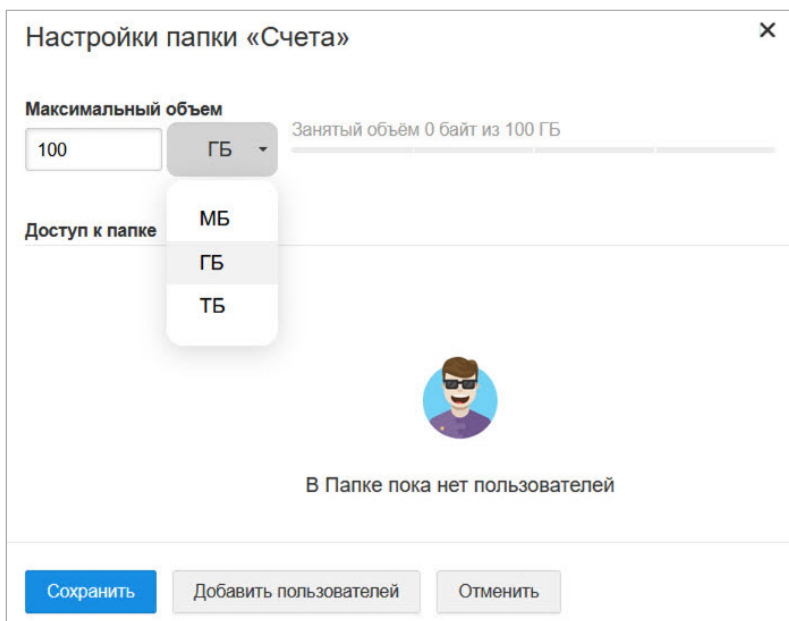 Настройки папки «Счета»
Максимальный объем
100
ГБ
Занятый объём 0 байт из 100 ГБ
МБ
ГБ
ТБ
Доступ к папке
В Папке пока нет пользователей
Сохранить
Добавить пользователей
Отменить